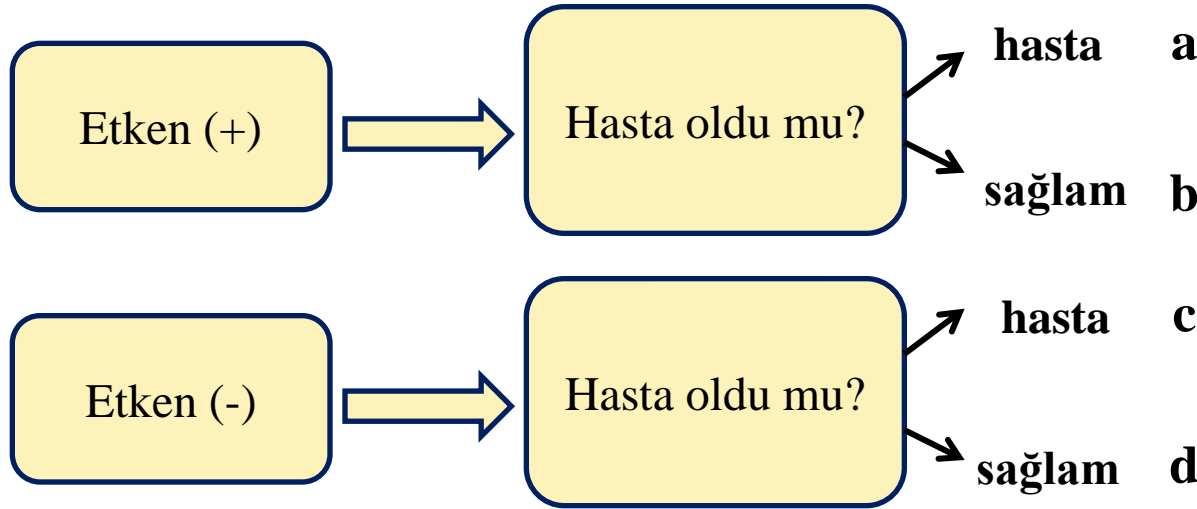 Etken (+)
Hasta oldu mu?
hasta a
sağlam b
Etken (-)
Hasta oldu mu?
hasta c
sağlam d